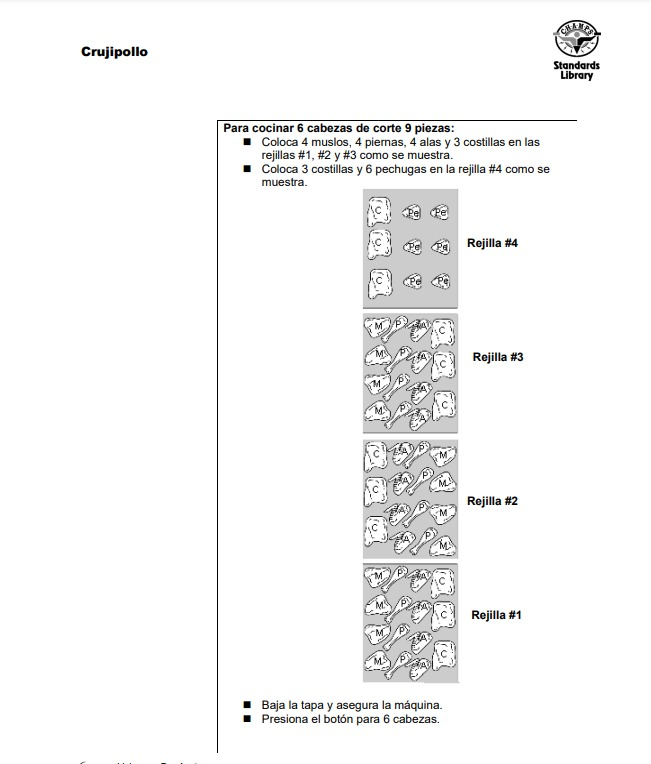 Crujipollo
CHAMPS
Standards
Library
Para cocinar 6 cabezas de corte 9 piezas:
■ Coloca 4 muslos, 4 piernas, 4 alas y 3 costillas en las
rejillas #1, #2 y #3 como se muestra.
■ Coloca 3 costillas y 6 pechugas en la rejilla #4 como se
muestra.
C Pe Pe
C Pe Pe
C Pe Pe
Rejilla #4
M P A C
M P A C
M P A
M P A C
Rejilla #3
C A P M
C A P M
A P M
C A P M
Rejilla #2
M P A C
M P A C
M P A
M P A C
Rejilla #1
■ Baja la tapa y asegura la máquina.
■ Presiona el botón para 6 cabezas.